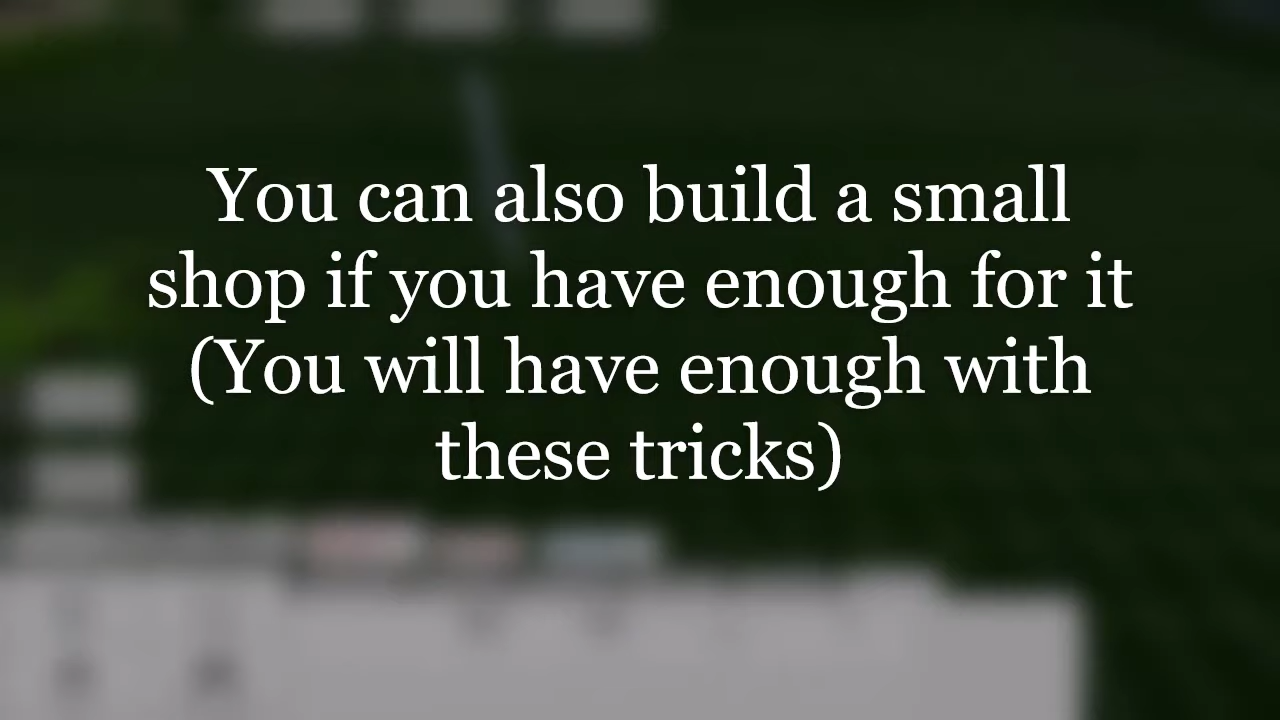 You can also build a small
shop if you have enough for it
(You will have enough with
these tricks)